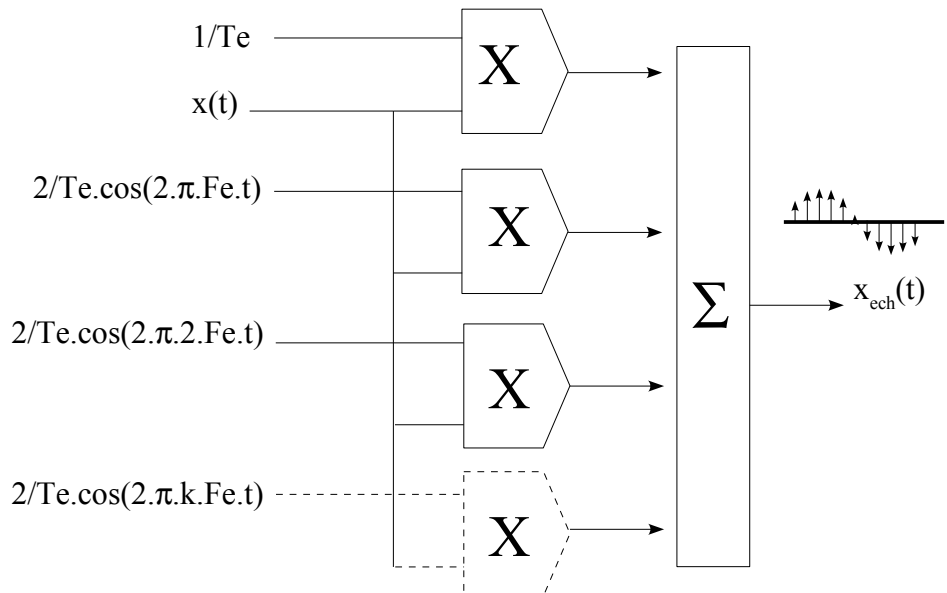 1/Te
X
x(t)
2/Te.cos(2.π.Fe.t)
X
x_ech(t)
2/Te.cos(2.π.2.Fe.t)
Σ
X
2/Te.cos(2.π.k.Fe.t)
X